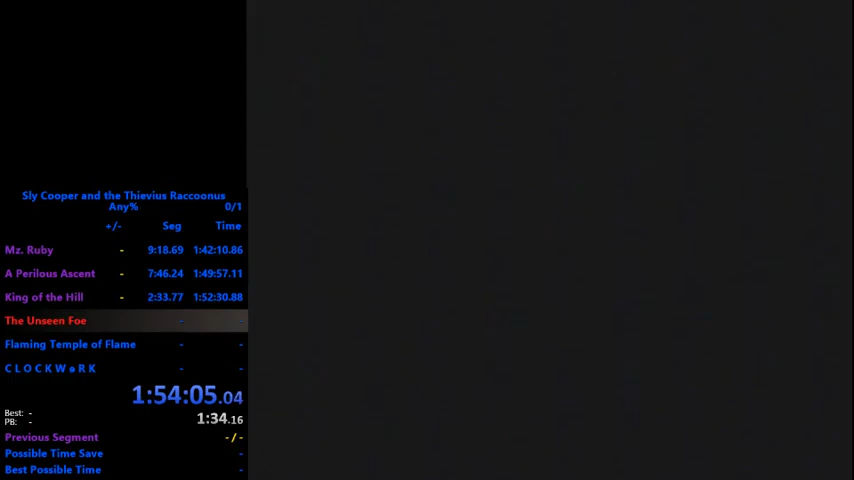 Sly Cooper and the Thievius Raccoonus
Any% 0/1
+/- Seg Time
Mz. Ruby - 9:18.69 1:42:10.86
A Perilous Ascent - 7:46.24 1:49:57.11
King of the Hill - 2:33.77 1:52:30.88
The Unseen Foe - -
Flaming Temple of Flame - -
C L O C K W e R K - -
1:54:05.04
Best: -
PB: -
1:34.16
Previous Segment - / -
Possible Time Save -
Best Possible Time -